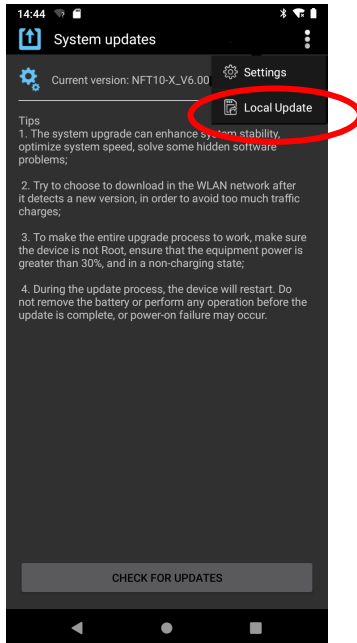 14:44
System updates
Settings
Current version: NFT10-X_V6.00
Local Update
Tips
1. The system upgrade can enhance system stability,
optimize system speed, solve some hidden software
problems;
2. Try to choose to download in the WLAN network after
it detects a new version, in order to avoid too much traffic
charges;
3. To make the entire upgrade process to work, make sure
the device is not Root, ensure that the equipment power is
greater than 30%, and in a non-charging state;
4. During the update process, the device will restart. Do
not remove the battery or perform any operation before the
update is complete, or power-on failure may occur.
CHECK FOR UPDATES